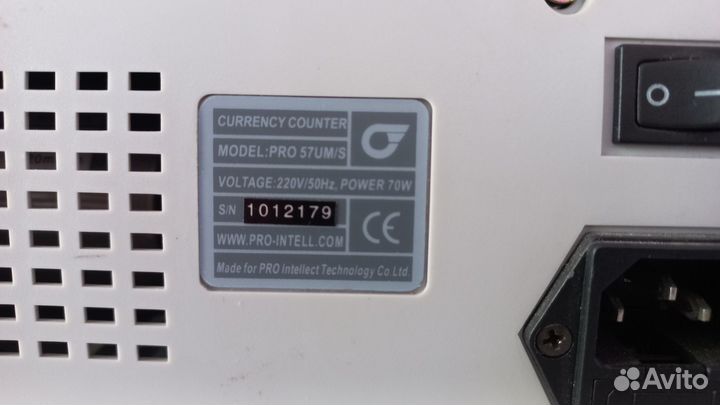 CURRENCY COUNTER
MODEL:PRO 57UM/S
VOLTAGE:220V/50Hz, POWER 70W
S/N 1012179
WWW.PRO-INTELL.COM
CE
Made for PRO Intellect Technology Co Ltd.
Avito